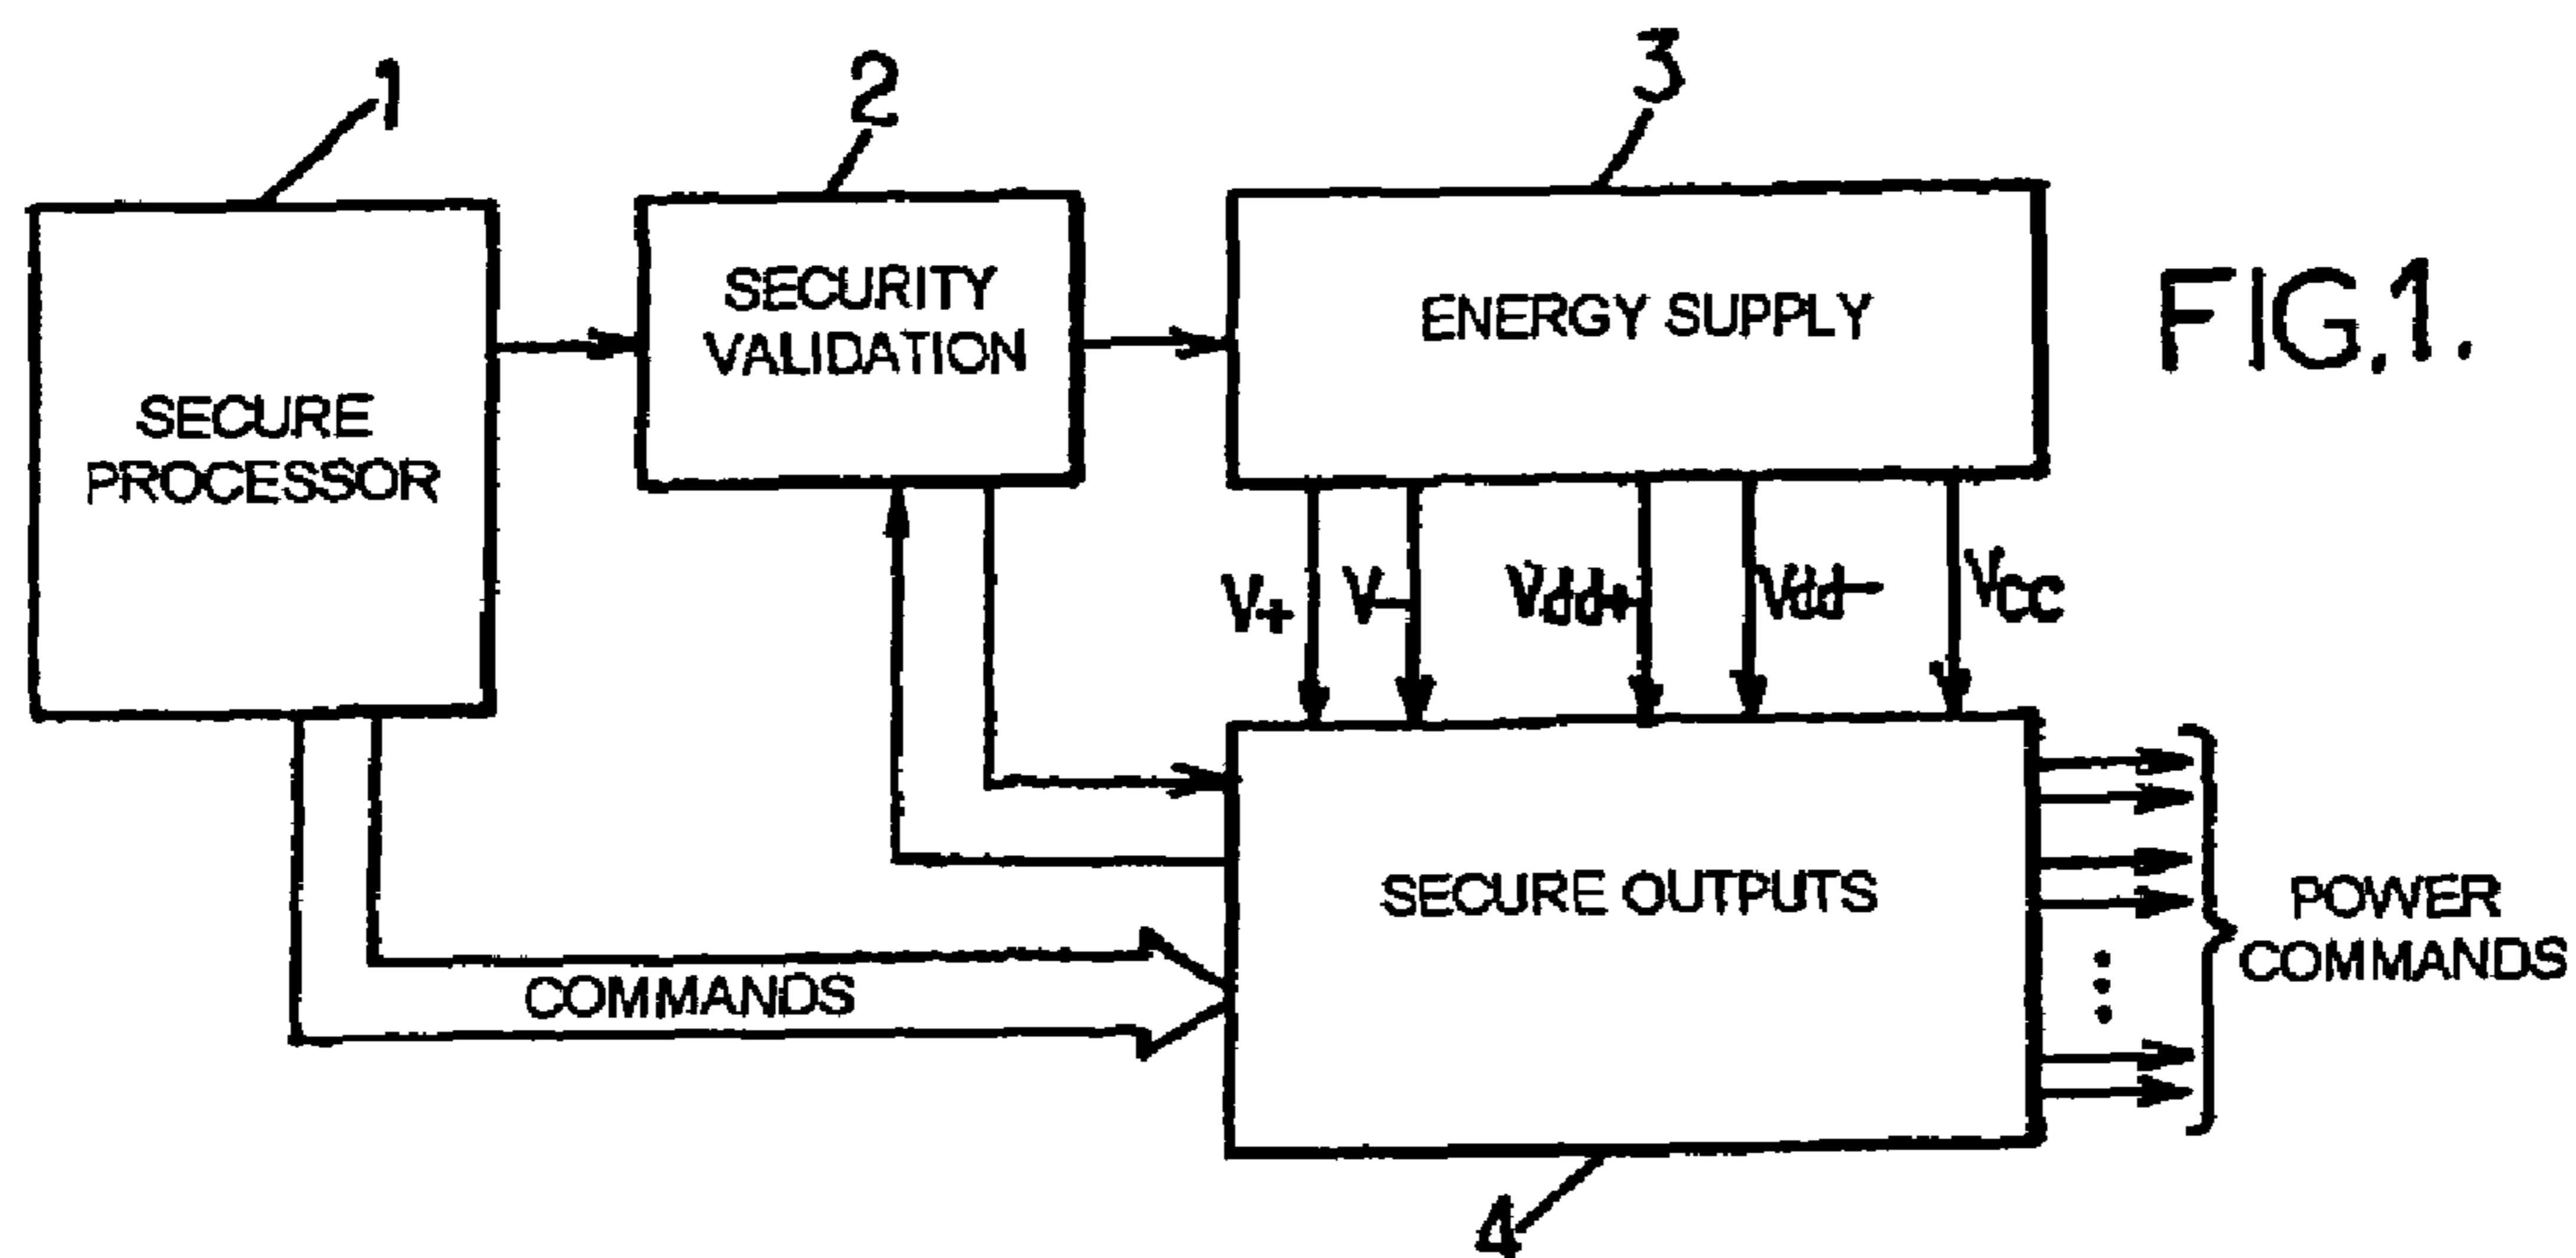 1
2
3
SECURE
PROCESSOR
SECURITY
VALIDATION
ENERGY SUPPLY
FIG.1.
V+
V-
Vdd+
Vdd-
Vcc
SECURE OUTPUTS
COMMANDS
POWER
COMMANDS
4